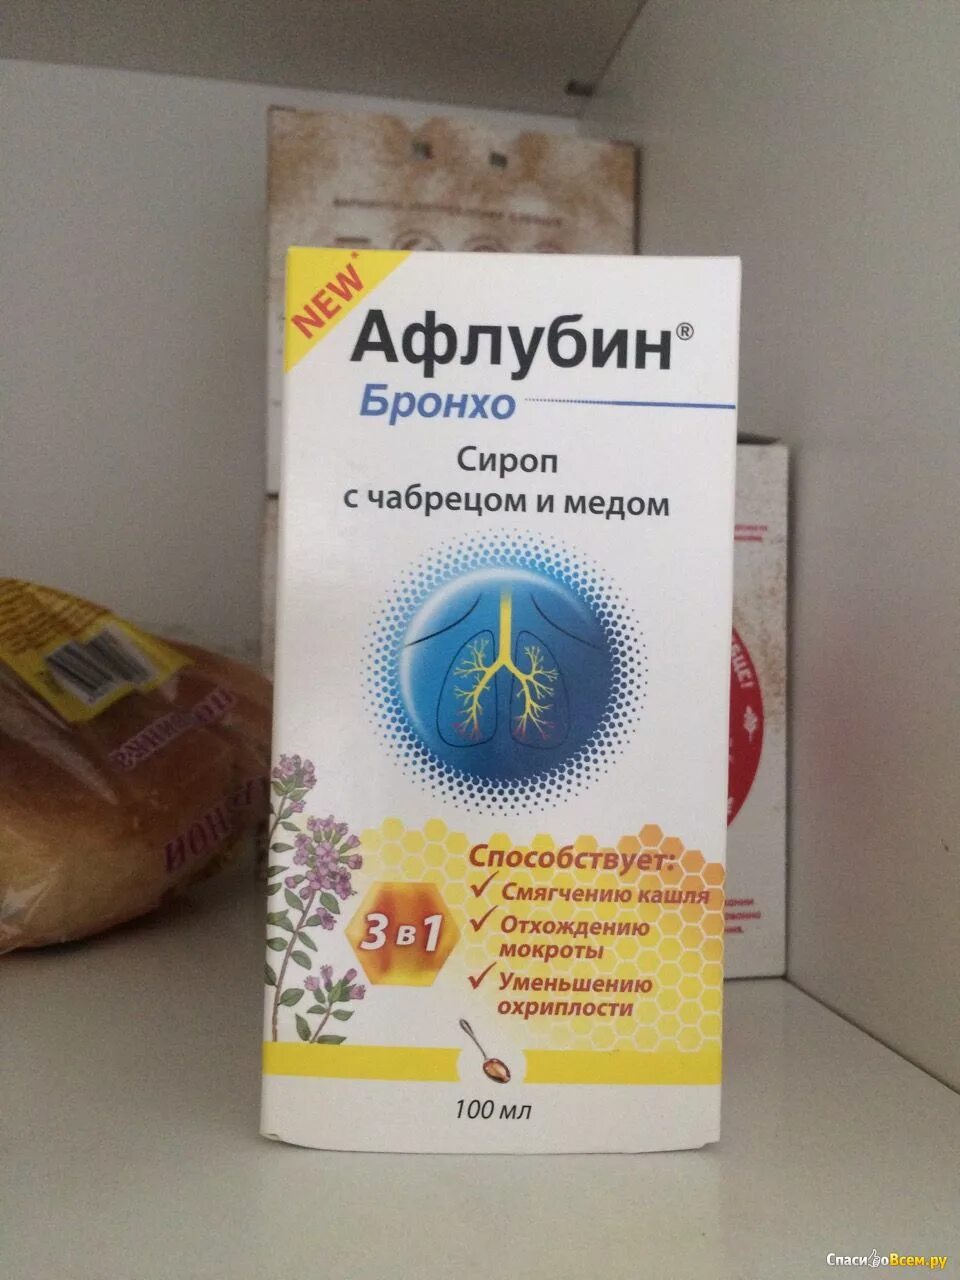 NEW*
Афлубин®
Бронхо
Сироп
с чабрецом и медом
Способствует:
Смягчению кашля
Отхождению
мокроты
Уменьшению
охриплости
3 в 1
100 мл
СпасибоВсем.ру